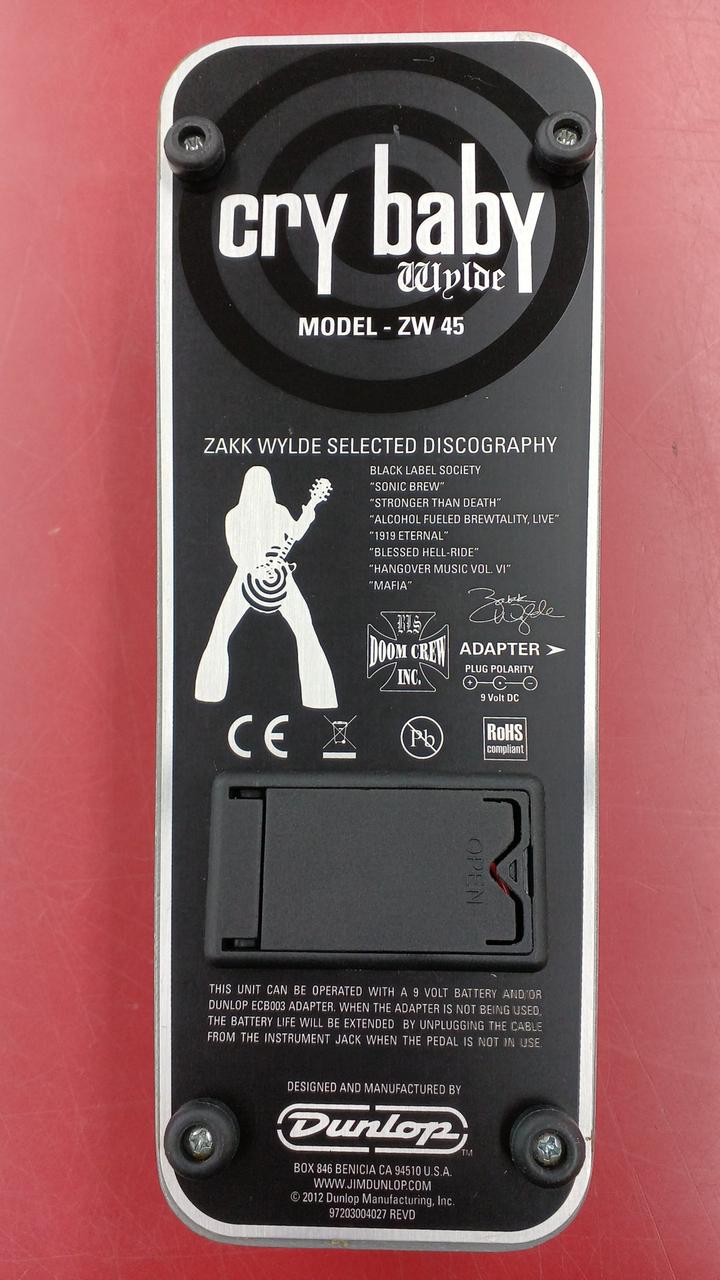 cry baby
Wylde
MODEL - ZW 45
ZAKK WYLDE SELECTED DISCOGRAPHY
BLACK LABEL SOCIETY
"SONIC BREW"
"STRONGER THAN DEATH"
"ALCOHOL FUELED BREWTALITY, LIVE"
"1919 ETERNAL"
"BLESSED HELL-RIDE"
"HANGOVER MUSIC VOL. VI"
"MAFIA"
Zakk
Wylde
BLS
DOOM CREW
INC.
ADAPTER
PLUG POLARITY
+ C -
9 Volt DC
CE
Pb
RoHS
compliant
OPEN
THIS UNIT CAN BE OPERATED WITH A 9 VOLT BATTERY AND/OR
DUNLOP ECB003 ADAPTER. WHEN THE ADAPTER IS NOT BEING USED,
THE BATTERY LIFE WILL BE EXTENDED BY UNPLUGGING THE CABLE
FROM THE INSTRUMENT JACK WHEN THE PEDAL IS NOT IN USE.
DESIGNED AND MANUFACTURED BY
Dunlop TM
BOX 846 BENICIA CA 94510 U.S.A.
WWW.JIMDUNLOP.COM
© 2012 Dunlop Manufacturing, Inc.
97203004027 REVD